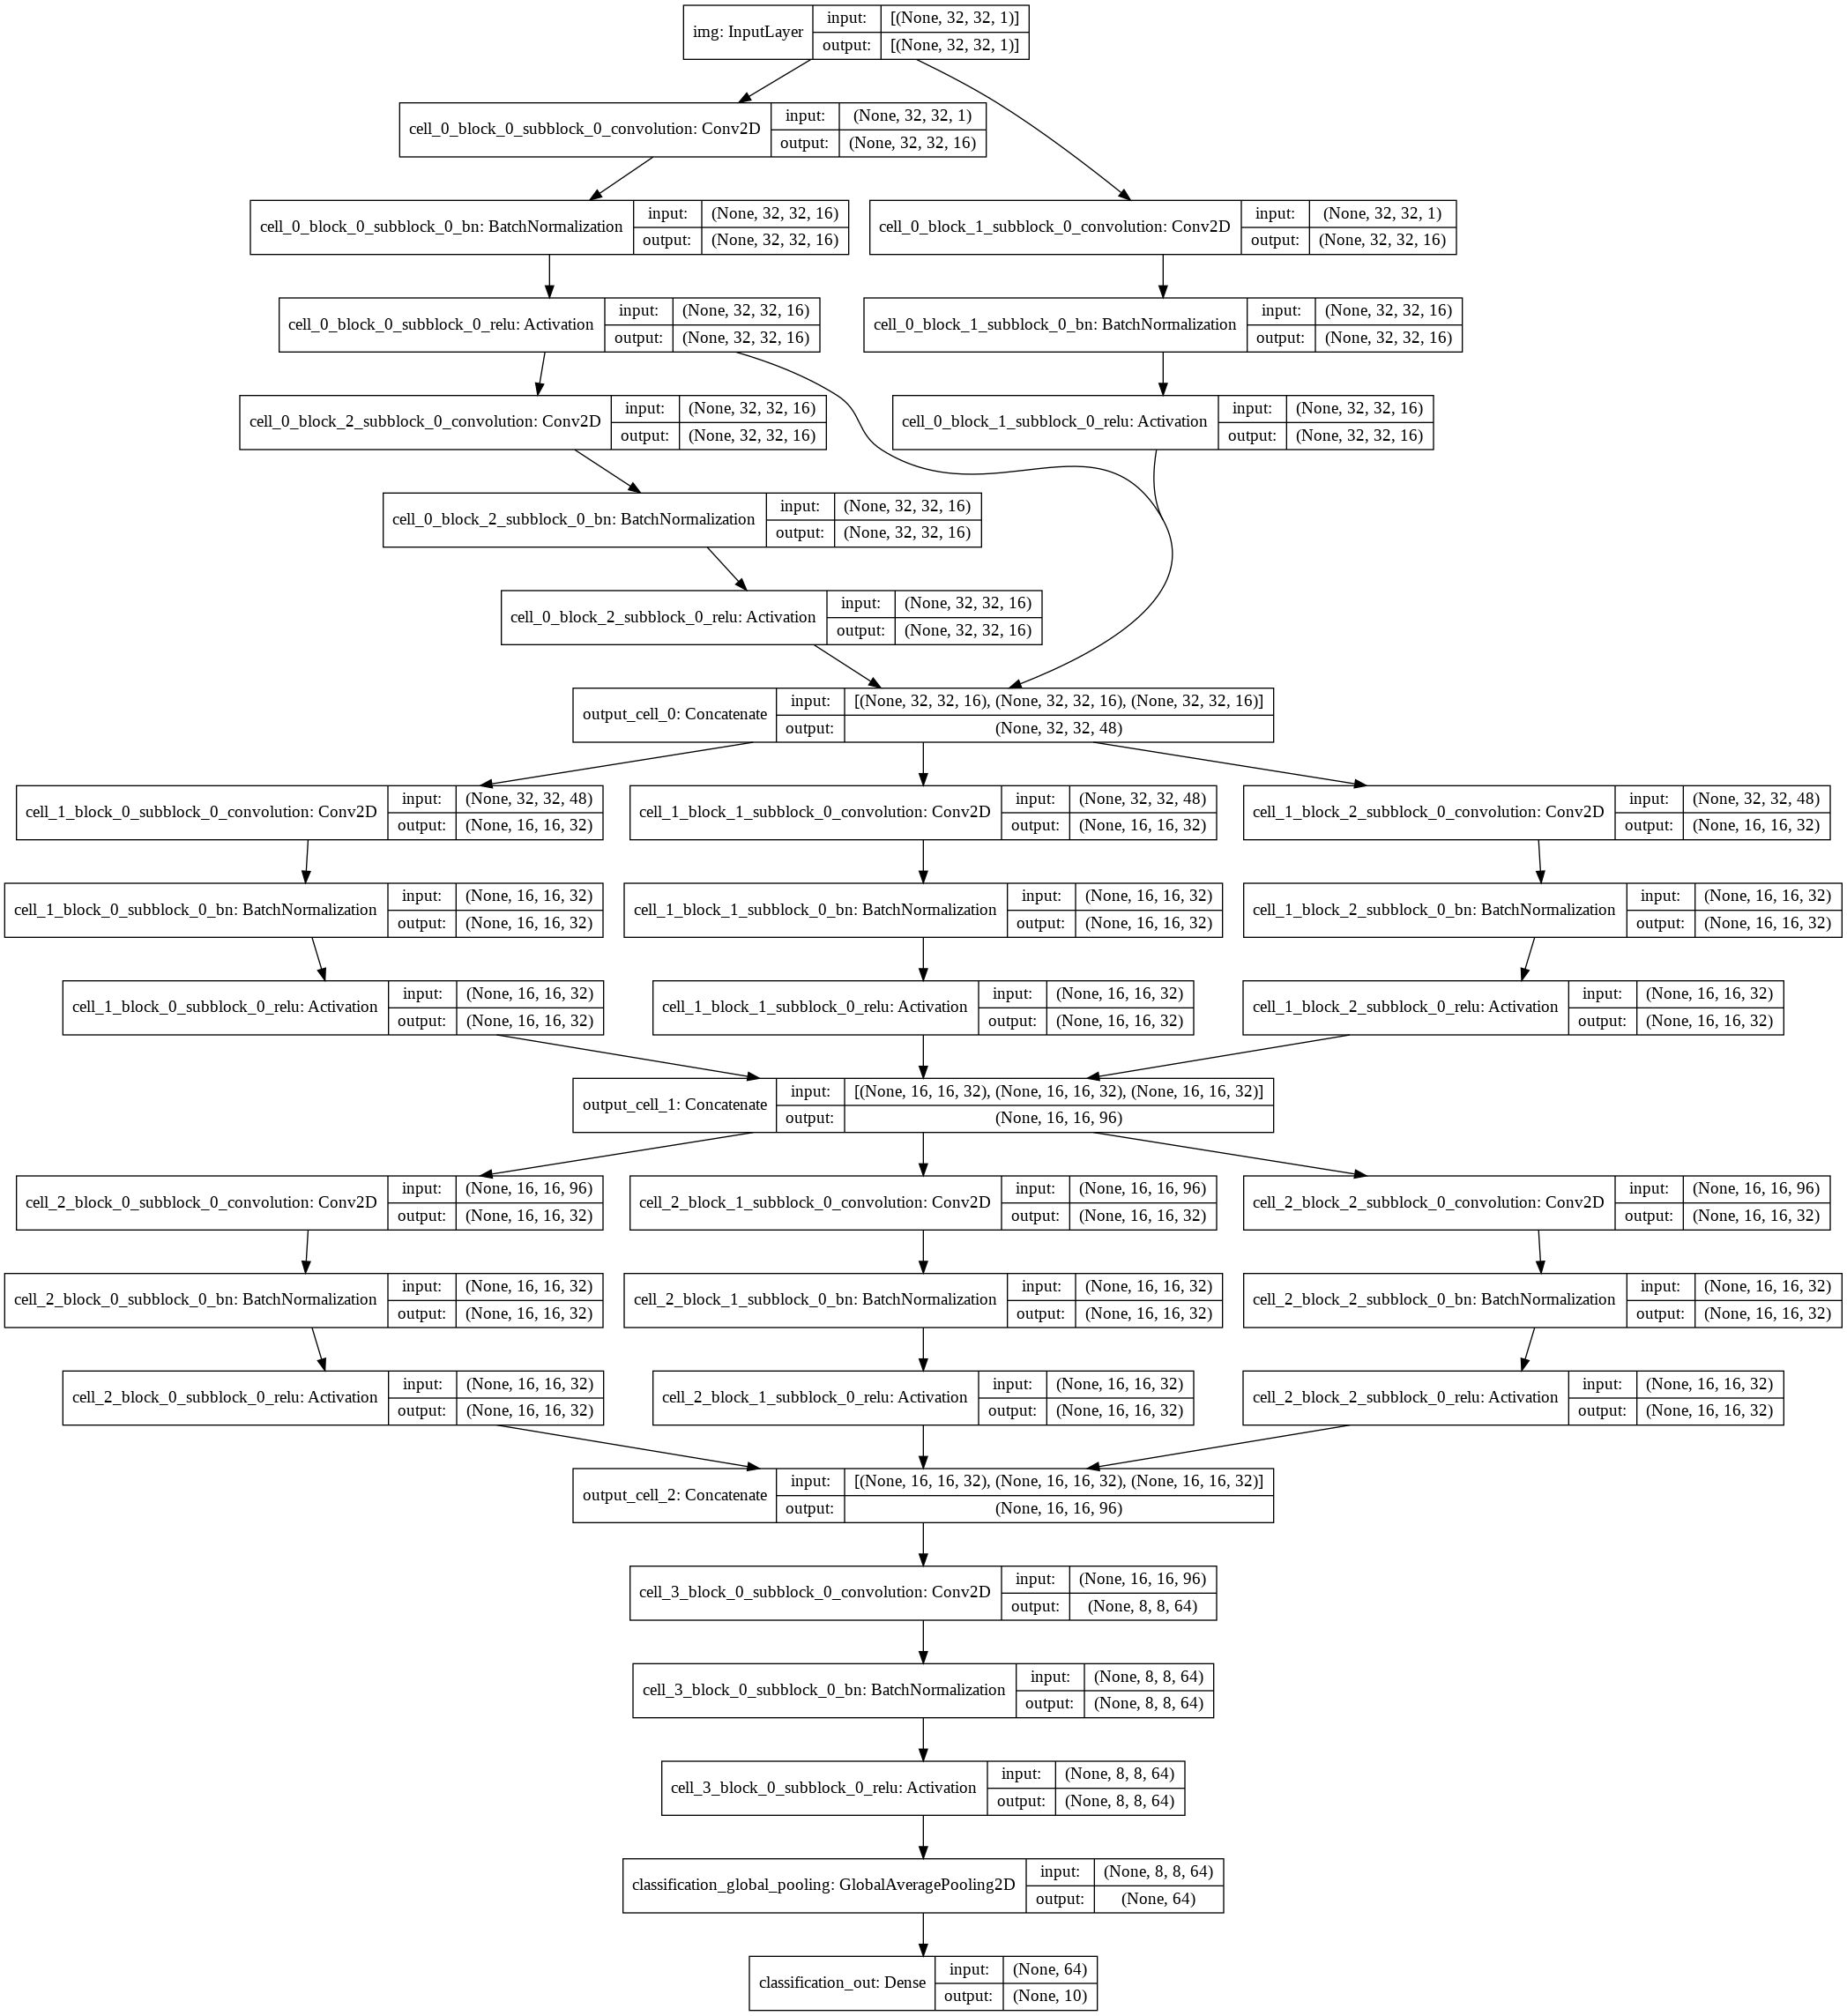 img: InputLayer input: [(None, 32, 32, 1)]
output: [(None, 32, 32, 1)]
cell_0_block_0_subblock_0_convolution: Conv2D input: (None, 32, 32, 1)
output: (None, 32, 32, 16)
cell_0_block_0_subblock_0_bn: BatchNormalization input: (None, 32, 32, 16)
output: (None, 32, 32, 16)
cell_0_block_1_subblock_0_convolution: Conv2D input: (None, 32, 32, 1)
output: (None, 32, 32, 16)
cell_0_block_0_subblock_0_relu: Activation input: (None, 32, 32, 16)
output: (None, 32, 32, 16)
cell_0_block_1_subblock_0_bn: BatchNormalization input: (None, 32, 32, 16)
output: (None, 32, 32, 16)
cell_0_block_2_subblock_0_convolution: Conv2D input: (None, 32, 32, 16)
output: (None, 32, 32, 16)
cell_0_block_1_subblock_0_relu: Activation input: (None, 32, 32, 16)
output: (None, 32, 32, 16)
cell_0_block_2_subblock_0_bn: BatchNormalization input: (None, 32, 32, 16)
output: (None, 32, 32, 16)
cell_0_block_2_subblock_0_relu: Activation input: (None, 32, 32, 16)
output: (None, 32, 32, 16)
output_cell_0: Concatenate input: [(None, 32, 32, 16), (None, 32, 32, 16), (None, 32, 32, 16)]
output: (None, 32, 32, 48)
cell_1_block_0_subblock_0_convolution: Conv2D input: (None, 32, 32, 48)
output: (None, 16, 16, 32)
cell_1_block_1_subblock_0_convolution: Conv2D input: (None, 32, 32, 48)
output: (None, 16, 16, 32)
cell_1_block_2_subblock_0_convolution: Conv2D input: (None, 32, 32, 48)
output: (None, 16, 16, 32)
cell_1_block_0_subblock_0_bn: BatchNormalization input: (None, 16, 16, 32)
output: (None, 16, 16, 32)
cell_1_block_1_subblock_0_bn: BatchNormalization input: (None, 16, 16, 32)
output: (None, 16, 16, 32)
cell_1_block_2_subblock_0_bn: BatchNormalization input: (None, 16, 16, 32)
output: (None, 16, 16, 32)
cell_1_block_0_subblock_0_relu: Activation input: (None, 16, 16, 32)
output: (None, 16, 16, 32)
cell_1_block_1_subblock_0_relu: Activation input: (None, 16, 16, 32)
output: (None, 16, 16, 32)
cell_1_block_2_subblock_0_relu: Activation input: (None, 16, 16, 32)
output: (None, 16, 16, 32)
output_cell_1: Concatenate input: [(None, 16, 16, 32), (None, 16, 16, 32), (None, 16, 16, 32)]
output: (None, 16, 16, 96)
cell_2_block_0_subblock_0_convolution: Conv2D input: (None, 16, 16, 96)
output: (None, 16, 16, 32)
cell_2_block_1_subblock_0_convolution: Conv2D input: (None, 16, 16, 96)
output: (None, 16, 16, 32)
cell_2_block_2_subblock_0_convolution: Conv2D input: (None, 16, 16, 96)
output: (None, 16, 16, 32)
cell_2_block_0_subblock_0_bn: BatchNormalization input: (None, 16, 16, 32)
output: (None, 16, 16, 32)
cell_2_block_1_subblock_0_bn: BatchNormalization input: (None, 16, 16, 32)
output: (None, 16, 16, 32)
cell_2_block_2_subblock_0_bn: BatchNormalization input: (None, 16, 16, 32)
output: (None, 16, 16, 32)
cell_2_block_0_subblock_0_relu: Activation input: (None, 16, 16, 32)
output: (None, 16, 16, 32)
cell_2_block_1_subblock_0_relu: Activation input: (None, 16, 16, 32)
output: (None, 16, 16, 32)
cell_2_block_2_subblock_0_relu: Activation input: (None, 16, 16, 32)
output: (None, 16, 16, 32)
output_cell_2: Concatenate input: [(None, 16, 16, 32), (None, 16, 16, 32), (None, 16, 16, 32)]
output: (None, 16, 16, 96)
cell_3_block_0_subblock_0_convolution: Conv2D input: (None, 16, 16, 96)
output: (None, 8, 8, 64)
cell_3_block_0_subblock_0_bn: BatchNormalization input: (None, 8, 8, 64)
output: (None, 8, 8, 64)
cell_3_block_0_subblock_0_relu: Activation input: (None, 8, 8, 64)
output: (None, 8, 8, 64)
classification_global_pooling: GlobalAveragePooling2D input: (None, 8, 8, 64)
output: (None, 64)
classification_out: Dense input: (None, 64)
output: (None, 10)